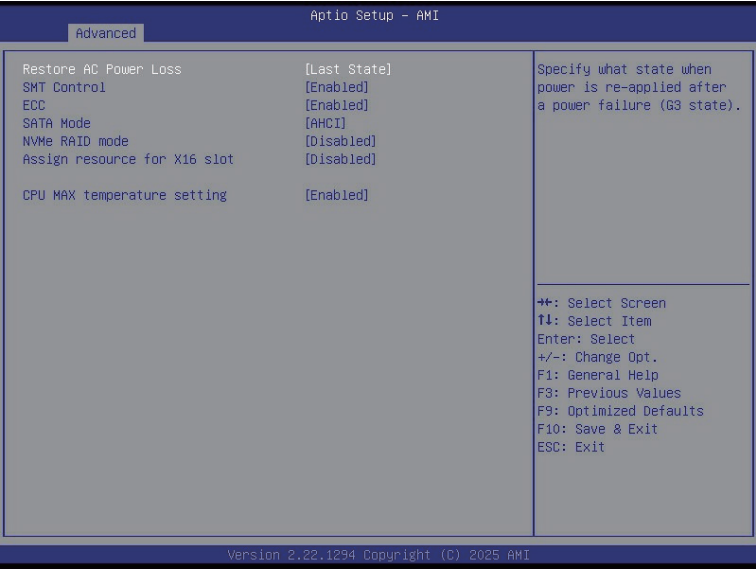 Aptio Setup – AMI
Advanced
Restore AC Power Loss [Last State]
SMT Control [Enabled]
ECC [Enabled]
SATA Mode [AHCI]
NVMe RAID mode [Disabled]
Assign resource for X16 slot [Disabled]
CPU MAX temperature setting [Enabled]
Specify what state when
power is re-applied after
a power failure (G3 state).
→←: Select Screen
↑↓: Select Item
Enter: Select
+/-: Change Opt.
F1: General Help
F3: Previous Values
F9: Optimized Defaults
F10: Save & Exit
ESC: Exit
Version 2.22.1294 Copyright (C) 2025 AMI